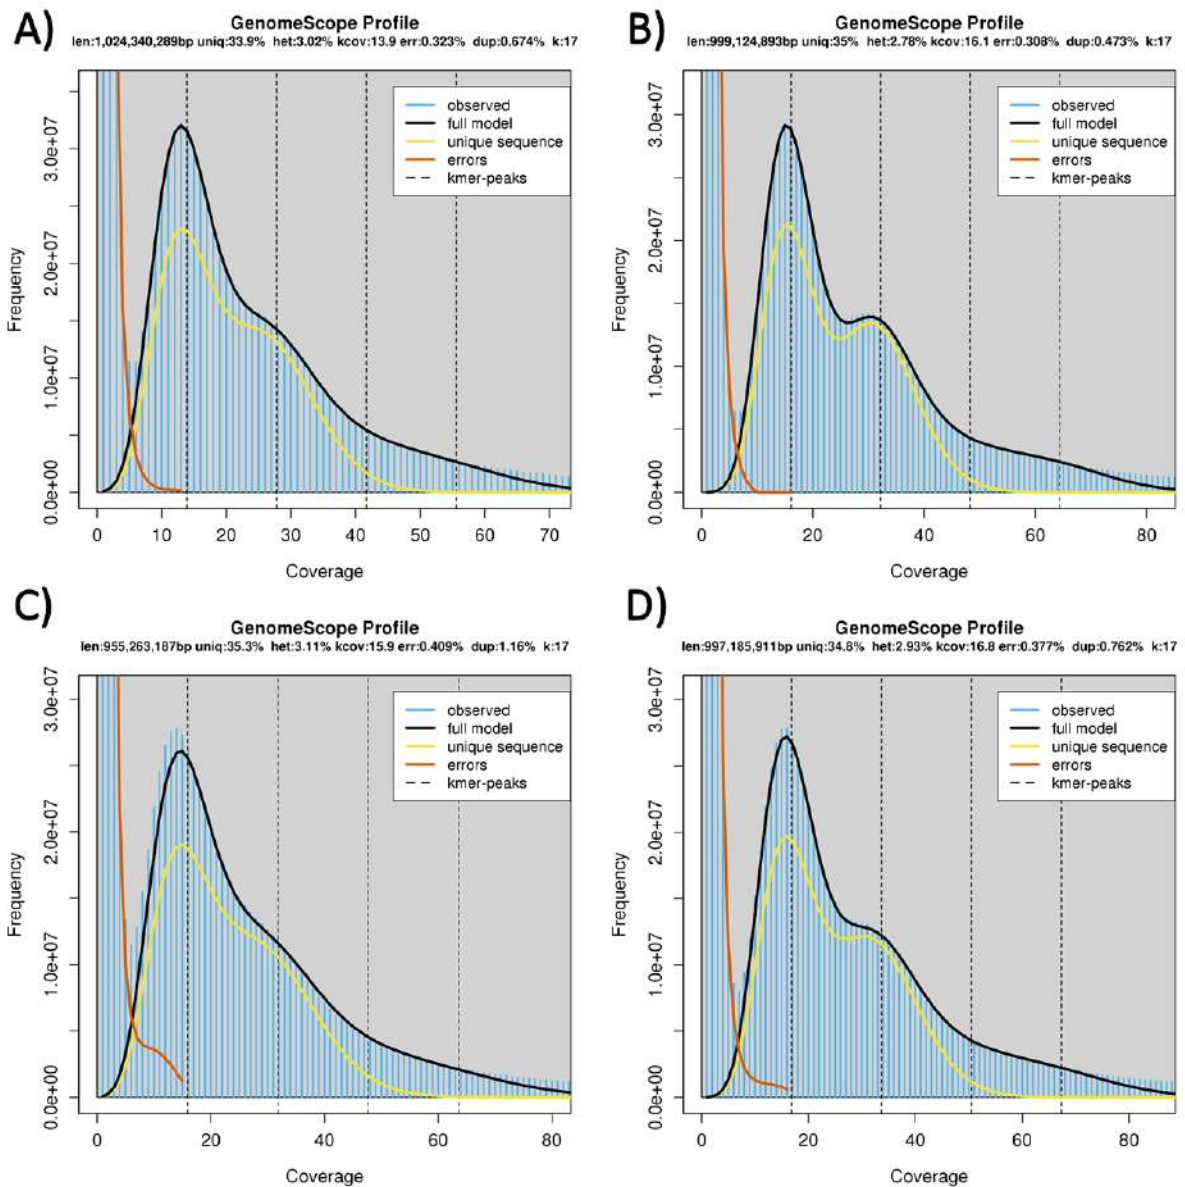 A)
GenomeScope Profile
len:1,024,340,289bp uniq:33.9% het:3.02% kcov:13.9 err:0.323% dup:0.674% k:17
observed
full model
unique sequence
errors
kmer-peaks
Frequency
0.0e+00 1.0e+07 2.0e+07 3.0e+07
0 10 20 30 40 50 60 70
Coverage
B)
GenomeScope Profile
len:999,124,893bp uniq:35% het:2.78% kcov:16.1 err:0.308% dup:0.473% k:17
observed
full model
unique sequence
errors
kmer-peaks
Frequency
0.0e+00 1.0e+07 2.0e+07 3.0e+07
0 20 40 60 80
Coverage
C)
GenomeScope Profile
len:955,263,187bp uniq:35.3% het:3.11% kcov:15.9 err:0.409% dup:1.16% k:17
observed
full model
unique sequence
errors
kmer-peaks
Frequency
0.0e+00 1.0e+07 2.0e+07 3.0e+07
0 20 40 60 80
Coverage
D)
GenomeScope Profile
len:997,185,911bp uniq:34.8% het:2.93% kcov:16.8 err:0.377% dup:0.762% k:17
observed
full model
unique sequence
errors
kmer-peaks
Frequency
0.0e+00 1.0e+07 2.0e+07 3.0e+07
0 20 40 60 80
Coverage